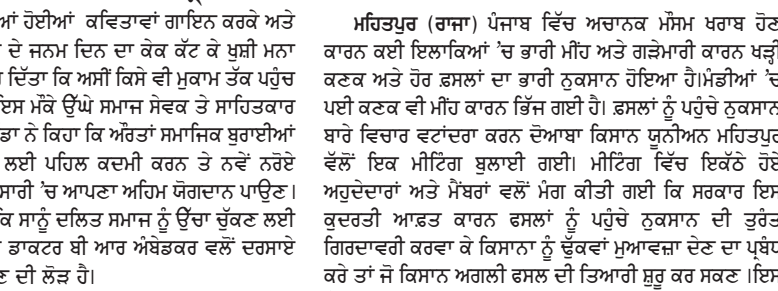 ਆਂ ਹੋਈਆਂ ਕਵਿਤਾਵਾਂ ਗਾਇਨ ਕਰਕੇ ਅਤੇ
ਦੇ ਜਨਮ ਦਿਨ ਦਾ ਕੇਕ ਕੱਟ ਕੇ ਖੁਸ਼ੀ ਮਨਾ
ਦਿੱਤਾ ਕਿ ਅਸੀਂ ਕਿਸੇ ਵੀ ਮੁਕਾਮ ਤੱਕ ਪਹੁੰਚ
ਇਸ ਮੌਕੇ ਉੱਘੇ ਸਮਾਜ ਸੇਵਕ ਤੇ ਸਾਹਿਤਕਾਰ
ਡਾ ਨੇ ਕਿਹਾ ਕਿ ਔਰਤਾਂ ਸਮਾਜਿਕ ਬੁਰਾਈਆਂ
ਲਈ ਪਹਿਲ ਕਦਮੀ ਕਰਨ ਤੇ ਨਵੇਂ ਨਰੋਏ
ਸਾਰੀ 'ਚ ਆਪਣਾ ਅਹਿਮ ਯੋਗਦਾਨ ਪਾਉਣ।
ਕਿ ਸਾਨੂੰ ਦਲਿਤ ਸਮਾਜ ਨੂੰ ਉੱਚਾ ਚੁੱਕਣ ਲਈ
ਡਾਕਟਰ ਬੀ ਆਰ ਅੰਬੇਡਕਰ ਵਲੋਂ ਦਰਸਾਏ
ਣ ਦੀ ਲੋੜ ਹੈ।
ਮਹਿਤਪੁਰ (ਰਾਜਾ) ਪੰਜਾਬ ਵਿੱਚ ਅਚਾਨਕ ਮੌਸਮ ਖਰਾਬ ਹੋਣ
ਕਾਰਨ ਕਈ ਇਲਾਕਿਆਂ 'ਚ ਭਾਰੀ ਮੀਂਹ ਅਤੇ ਗੜੇਮਾਰੀ ਕਾਰਨ ਖੜ੍ਹੀ
ਕਣਕ ਅਤੇ ਹੋਰ ਫ਼ਸਲਾਂ ਦਾ ਭਾਰੀ ਨੁਕਸਾਨ ਹੋਇਆ ਹੈ।ਮੰਡੀਆਂ 'ਚ
ਪਈ ਕਣਕ ਵੀ ਮੀਂਹ ਕਾਰਨ ਭਿੱਜ ਗਈ ਹੈ। ਫ਼ਸਲਾਂ ਨੂੰ ਪਹੁੰਚੇ ਨੁਕਸਾਨ
ਬਾਰੇ ਵਿਚਾਰ ਵਟਾਂਦਰਾ ਕਰਨ ਦੋਆਬਾ ਕਿਸਾਨ ਯੂਨੀਅਨ ਮਹਿਤਪੁਰ
ਵੱਲੋਂ ਇਕ ਮੀਟਿੰਗ ਬੁਲਾਈ ਗਈ। ਮੀਟਿੰਗ ਵਿੱਚ ਇਕੱਠੇ ਹੋਏ
ਅਹੁਦੇਦਾਰਾਂ ਅਤੇ ਮੈਂਬਰਾਂ ਵਲੋਂ ਮੰਗ ਕੀਤੀ ਗਈ ਕਿ ਸਰਕਾਰ ਇਸ
ਕੁਦਰਤੀ ਆਫ਼ਤ ਕਾਰਨ ਫਸਲਾਂ ਨੂੰ ਪਹੁੰਚੇ ਨੁਕਸਾਨ ਦੀ ਤੁਰੰਤ
ਗਿਰਦਾਵਰੀ ਕਰਵਾ ਕੇ ਕਿਸਾਨਾ ਨੂੰ ਢੁੱਕਵਾਂ ਮੁਆਵਜ਼ਾ ਦੇਣ ਦਾ ਪ੍ਰਬੰਧ
ਕਰੇ ਤਾਂ ਜੋ ਕਿਸਾਨ ਅਗਲੀ ਫਸਲ ਦੀ ਤਿਆਰੀ ਸ਼ੁਰੂ ਕਰ ਸਕਣ ।ਇਸ